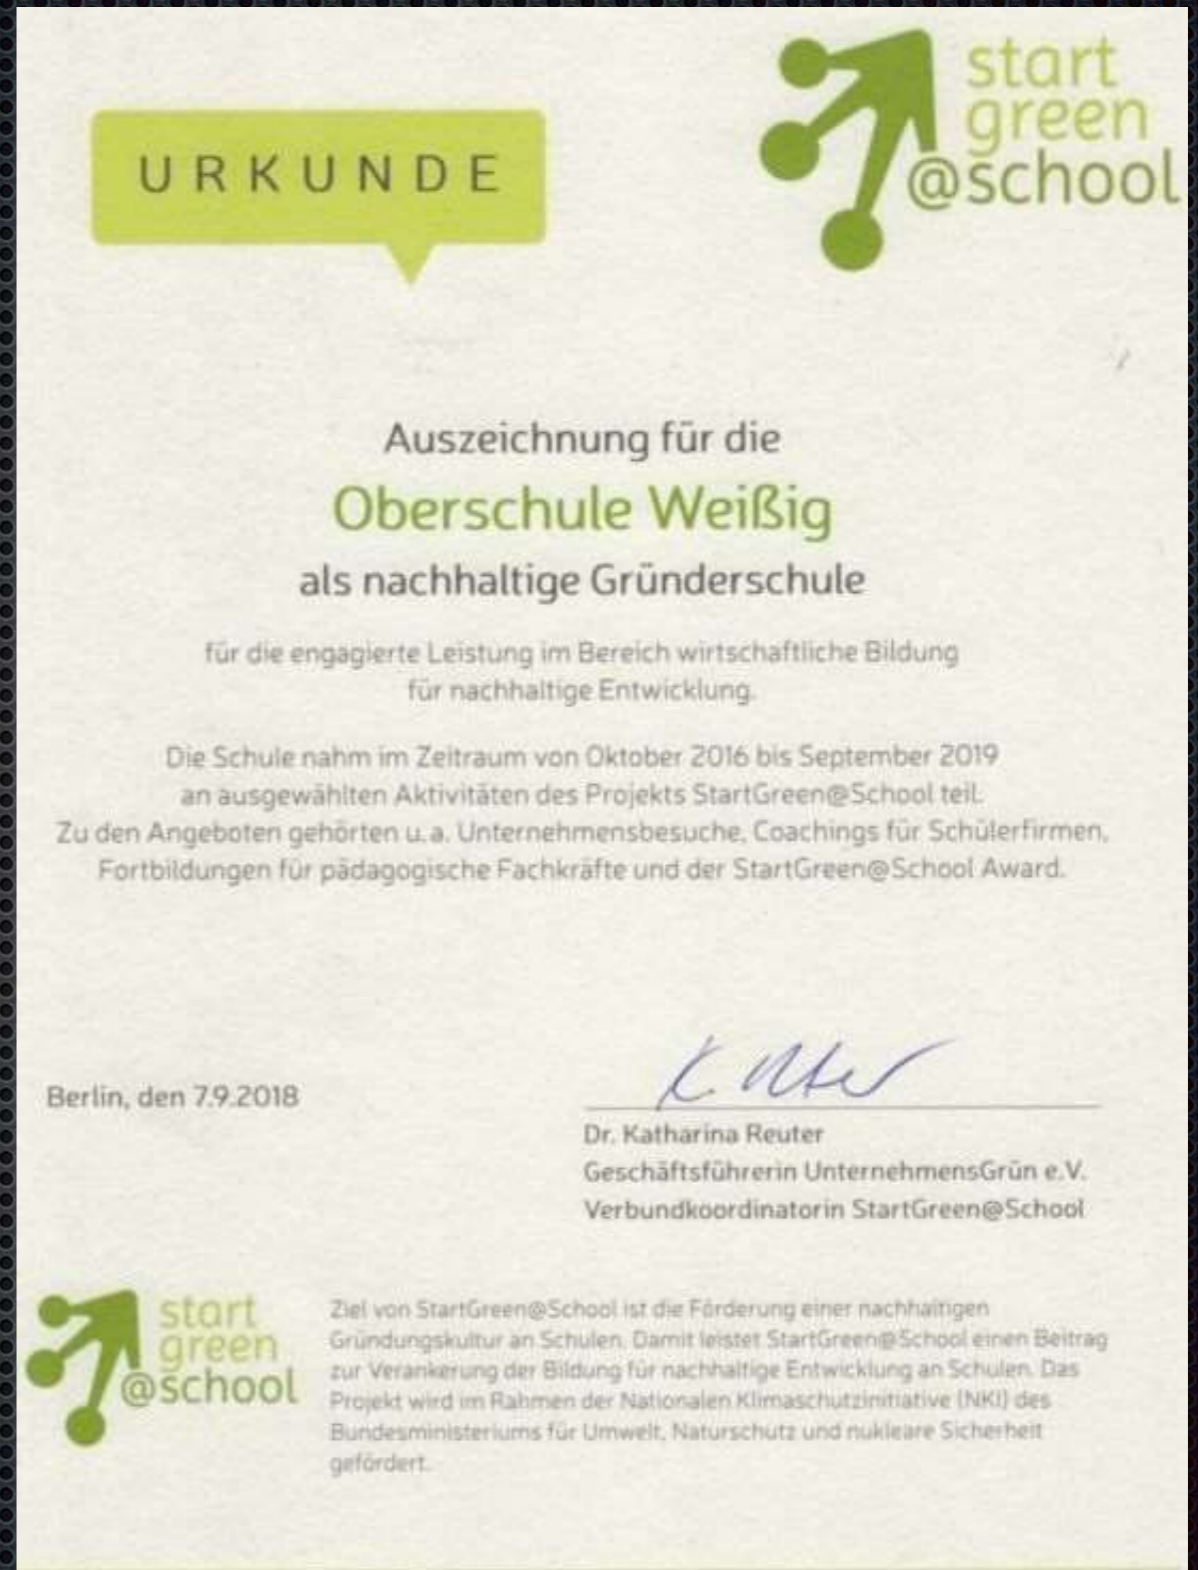 URKUNDE
start
green
@school
Auszeichnung für die
Oberschule Weißig
als nachhaltige Gründerschule
für die engagierte Leistung im Bereich wirtschaftliche Bildung
für nachhaltige Entwicklung.
Die Schule nahm im Zeitraum von Oktober 2016 bis September 2019
an ausgewählten Aktivitäten des Projekts StartGreen@School teil.
Zu den Angeboten gehörten u. a. Unternehmensbesuche, Coachings für Schülerfirmen,
Fortbildungen für pädagogische Fachkräfte und der StartGreen@School Award.
Berlin, den 7.9.2018
Dr. Katharina Reuter
Geschäftsführerin UnternehmensGrün e.V.
Verbundkoordinatorin StartGreen@School
start
green
@school
Ziel von StartGreen@School ist die Förderung einer nachhaltigen
Gründungskultur an Schulen. Damit leistet StartGreen@School einen Beitrag
zur Verankerung der Bildung für nachhaltige Entwicklung an Schulen. Das
Projekt wird im Rahmen der Nationalen Klimaschutzinitiative (NKI) des
Bundesministeriums für Umwelt, Naturschutz und nukleare Sicherheit
gefördert.